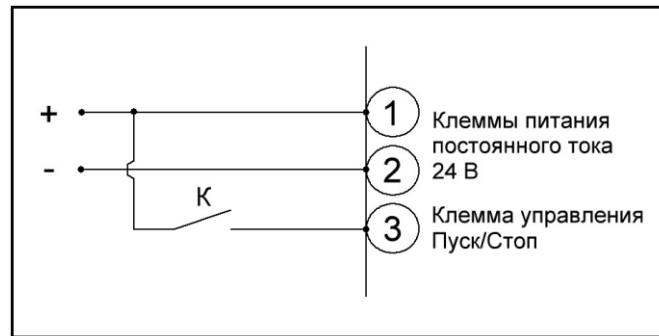 +
1
Клеммы питания
постоянного тока
24 В
-
2
К
3
Клемма управления
Пуск/Стоп